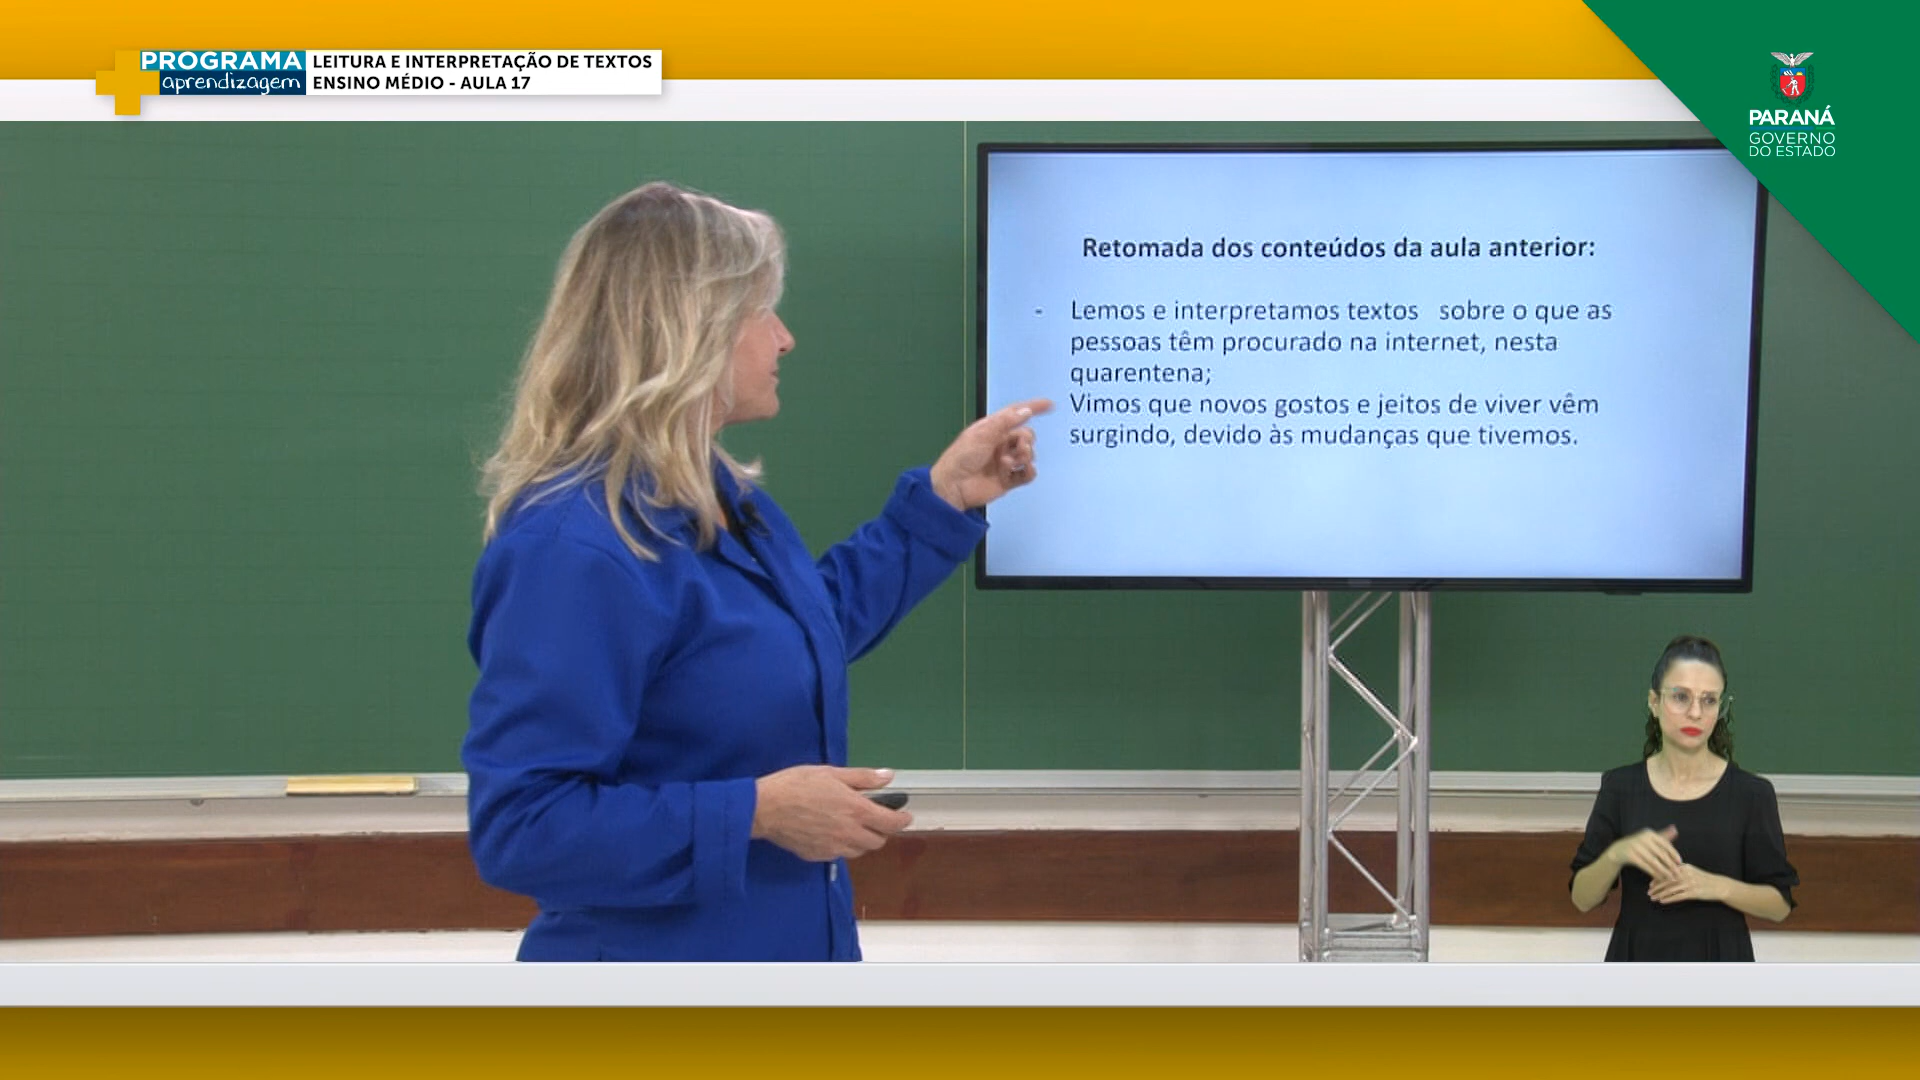 PROGRAMA
aprendizagem
LEITURA E INTERPRETAÇÃO DE TEXTOS
ENSINO MÉDIO - AULA 17
PARANÁ
GOVERNO
DO ESTADO
Retomada dos conteúdos da aula anterior:
- Lemos e interpretamos textos sobre o que as
pessoas têm procurado na internet, nesta
quarentena;
Vimos que novos gostos e jeitos de viver vêm
surgindo, devido às mudanças que tivemos.